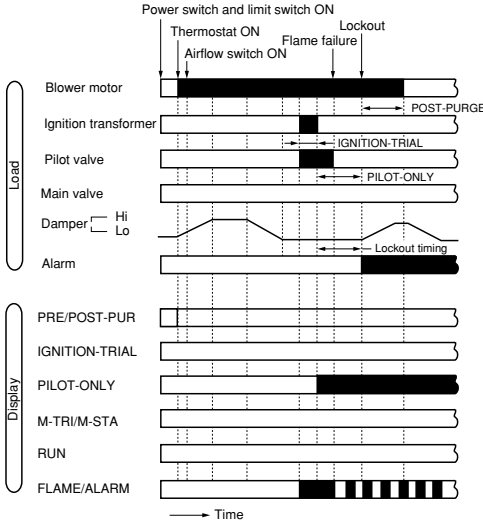 Power switch and limit switch ON
Lockout
Thermostat ON
Flame failure
Airflow switch ON
Blower motor
POST-PURGE
Ignition transformer
IGNITION-TRIAL
Pilot valve
PILOT-ONLY
Main valve
Damper
Hi
Lo
Lockout timing
Alarm
Load
PRE/POST-PUR
IGNITION-TRIAL
PILOT-ONLY
M-TRI/M-STA
RUN
FLAME/ALARM
Display
Time